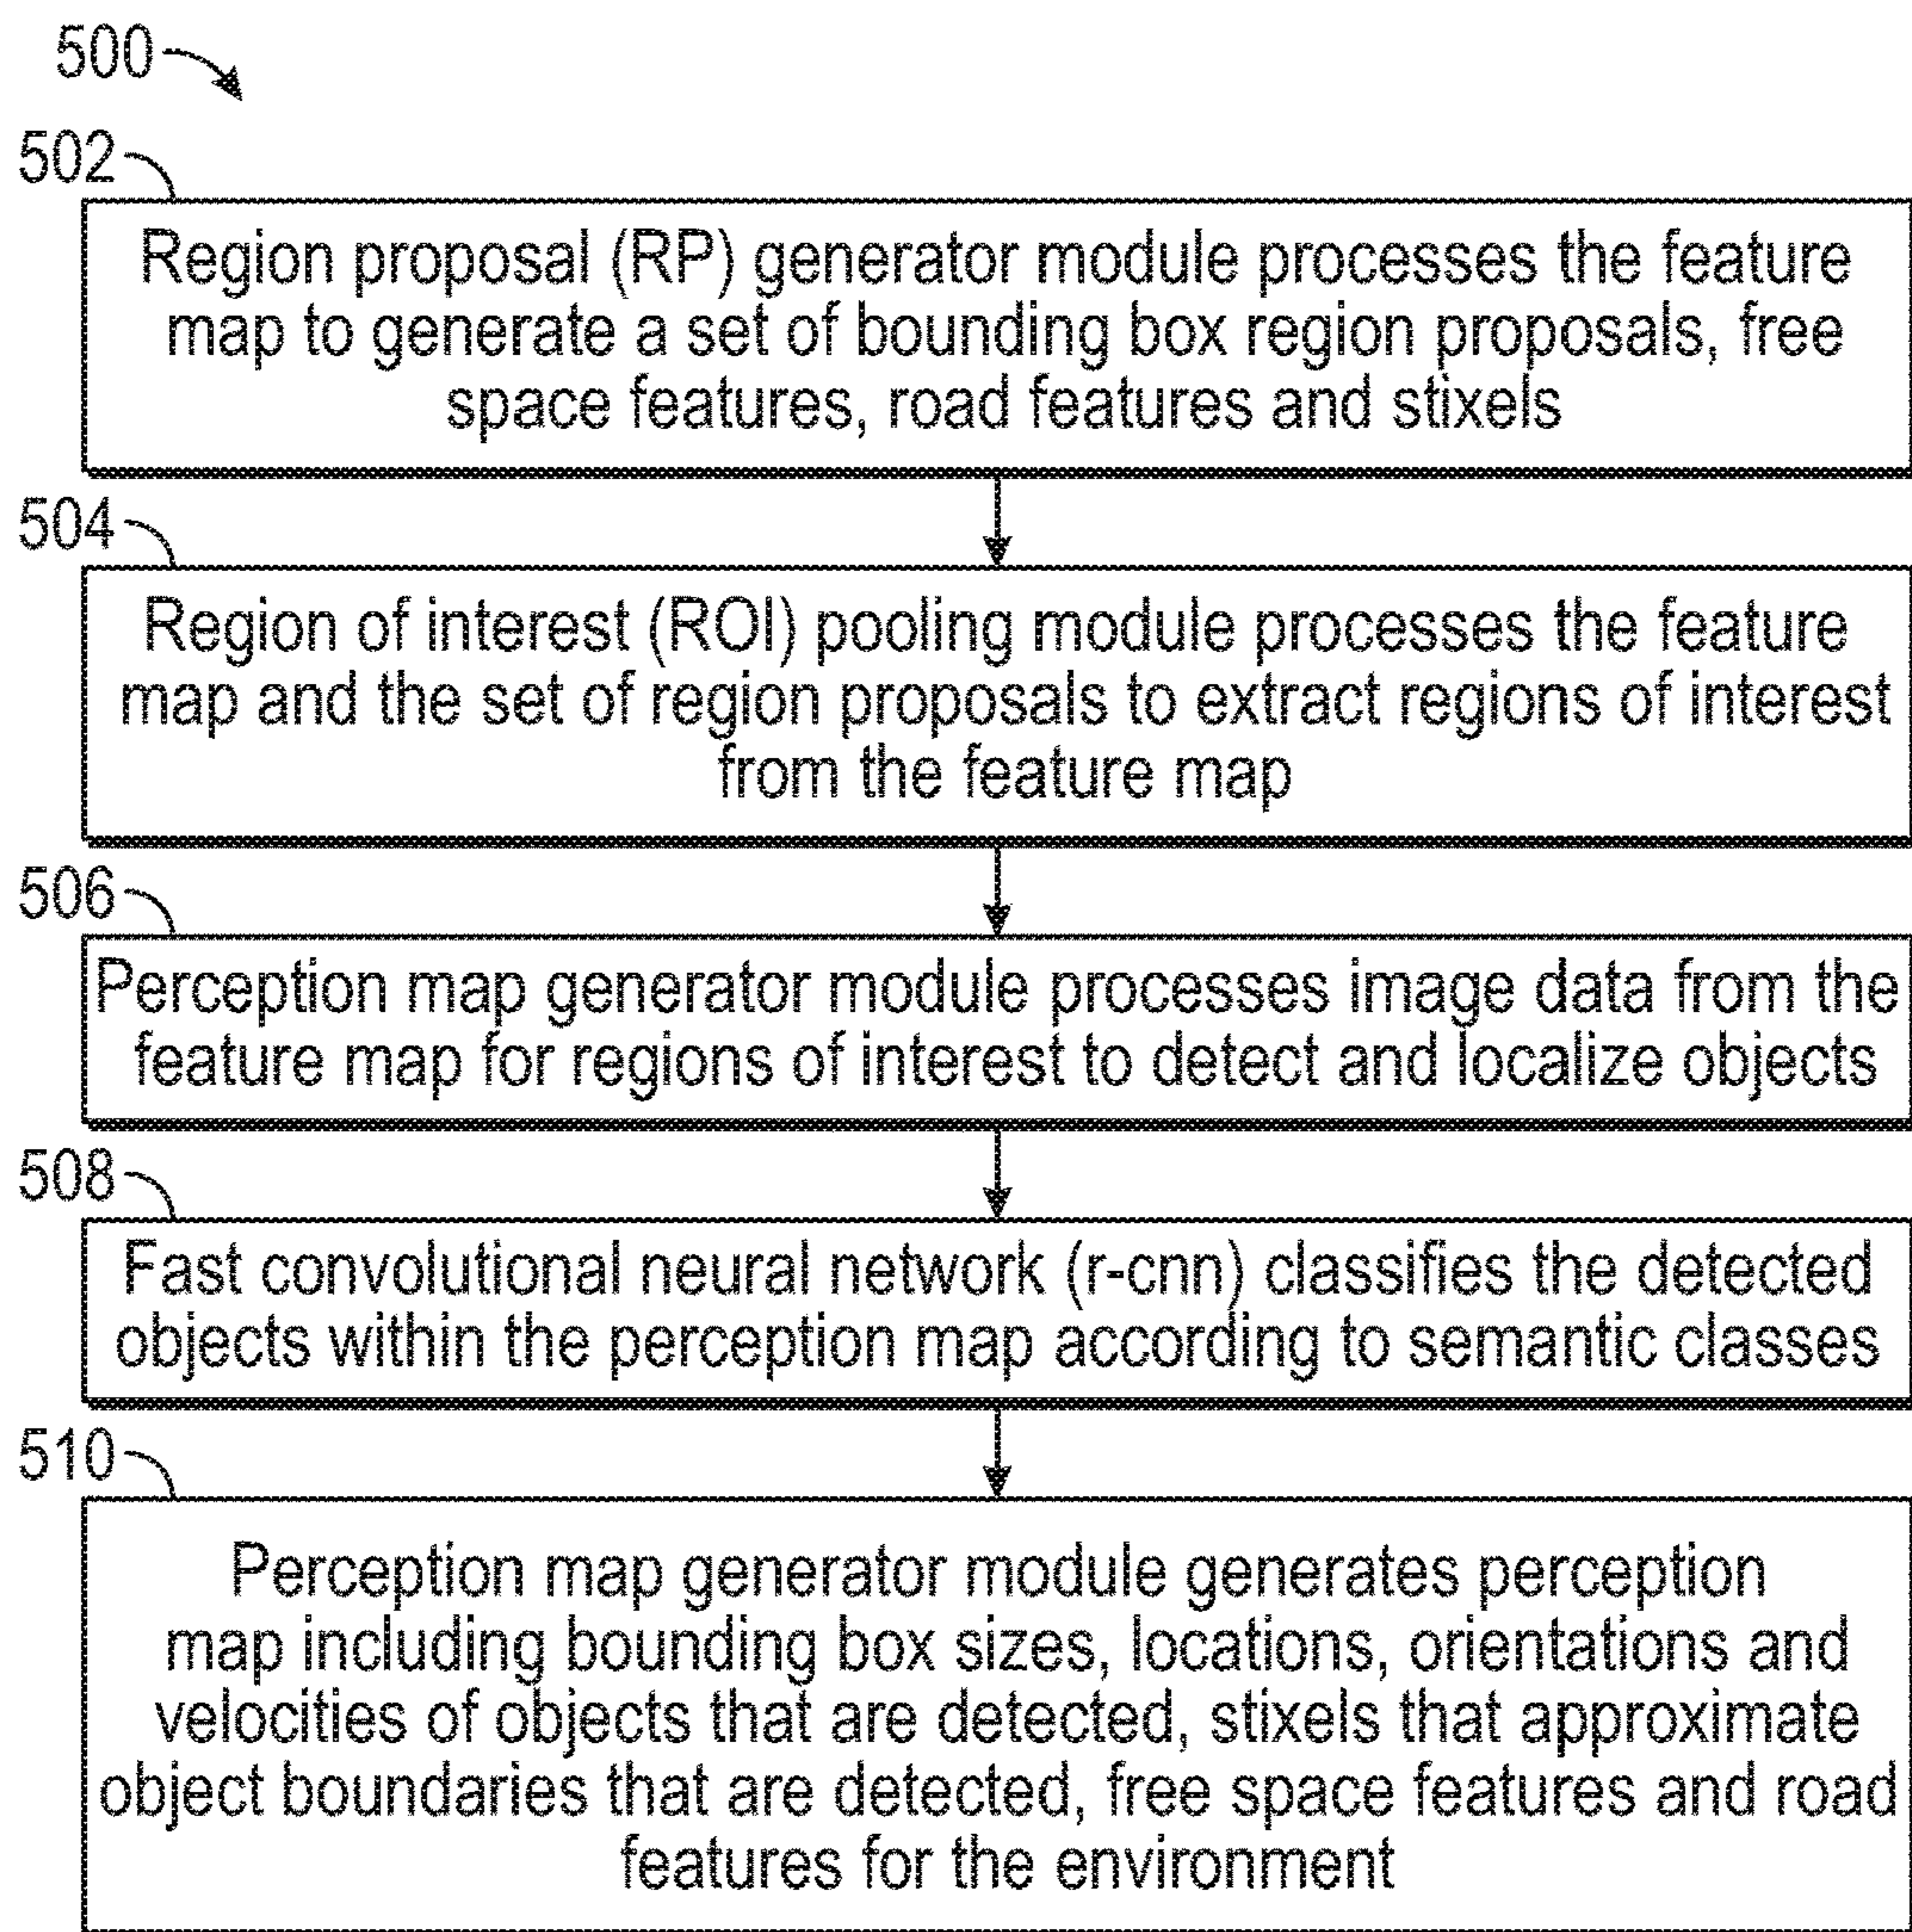 500
502
Region proposal (RP) generator module processes the feature
map to generate a set of bounding box region proposals, free
space features, road features and stixels
504
Region of interest (ROI) pooling module processes the feature
map and the set of region proposals to extract regions of interest
from the feature map
506
Perception map generator module processes image data from the
feature map for regions of interest to detect and localize objects
508
Fast convolutional neural network (r-cnn) classifies the detected
objects within the perception map according to semantic classes
510
Perception map generator module generates perception
map including bounding box sizes, locations, orientations and
velocities of objects that are detected, stixels that approximate
object boundaries that are detected, free space features and road
features for the environment